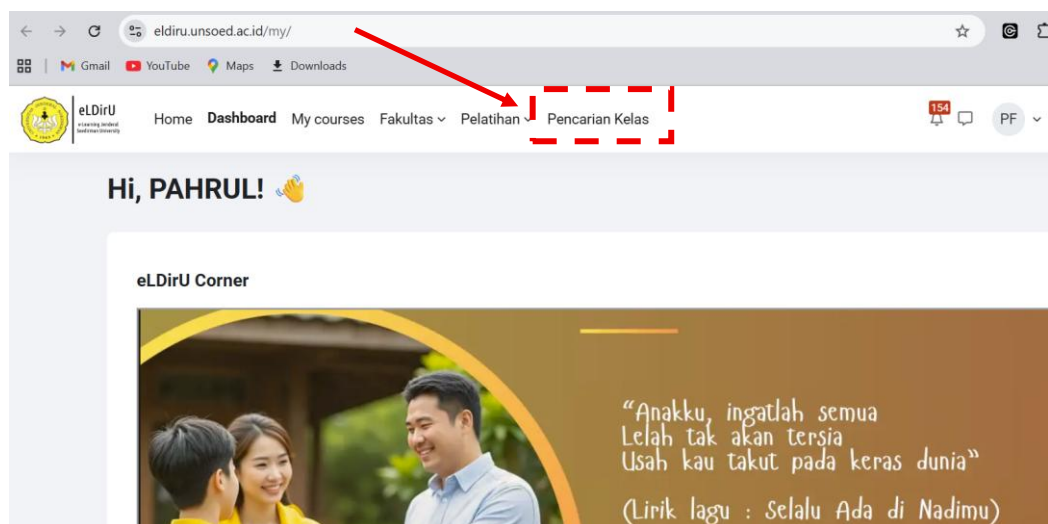 eldiru.unsoed.ac.id/my/
Gmail YouTube Maps Downloads
eLDirU
Home Dashboard My courses Fakultas Pelatihan Pencarian Kelas
154
PF
Hi, PAHRUL!
eLDirU Corner
“Anakku, ingatlah semua
Lelah tak akan tersia
Usah kau takut pada keras dunia”
(Lirik lagu : Selalu Ada di Nadimu)